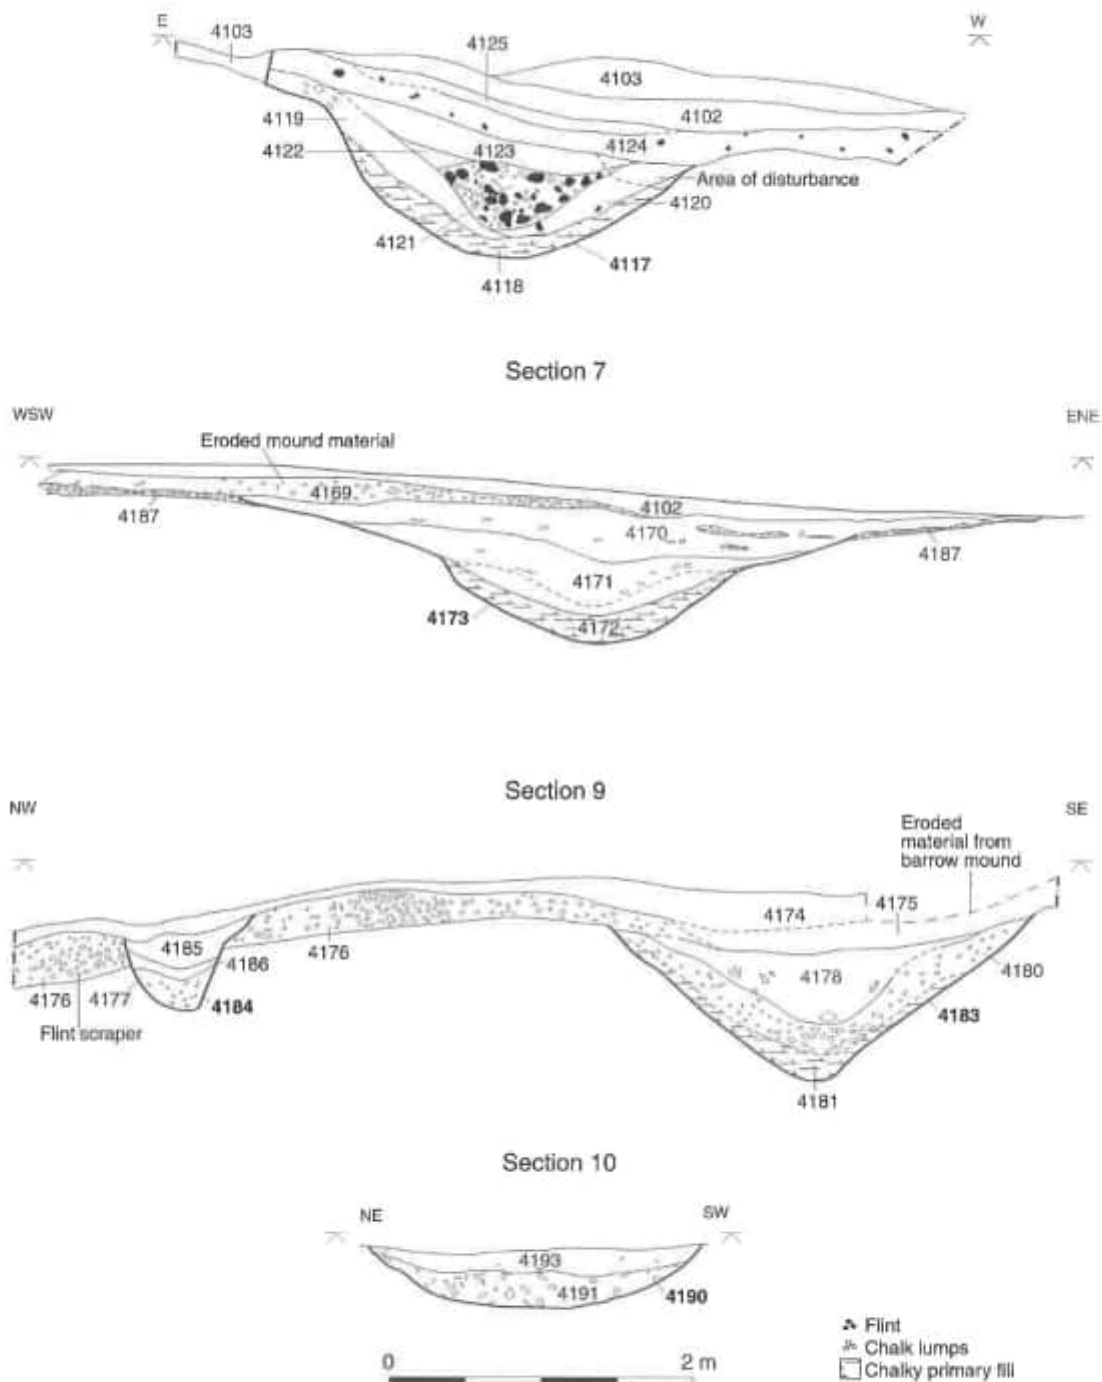 E
W
4103
4125
4103
4119
4102
4122
4123
4124
Area of disturbance
4120
4121
4117
4118
Section 7
WSW
ENE
Eroded mound material
4169
4102
4187
4170
4187
4171
4173
4172
Section 9
NW
SE
Eroded
material from
barrow mound
4175
4174
4185
4186
4176
4178
4180
4176
4177
4184
4183
Flint scraper
4181
Section 10
NE
SW
4193
4191
4190
Flint
Chalk lumps
Chalky primary fill
0
2 m